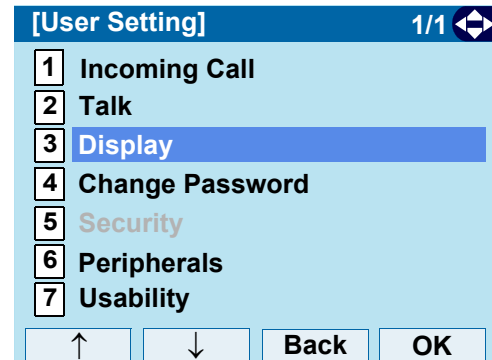 [User Setting] 1/1
1 Incoming Call
2 Talk
3 Display
4 Change Password
5 Security
6 Peripherals
7 Usability
↑ ↓ Back OK